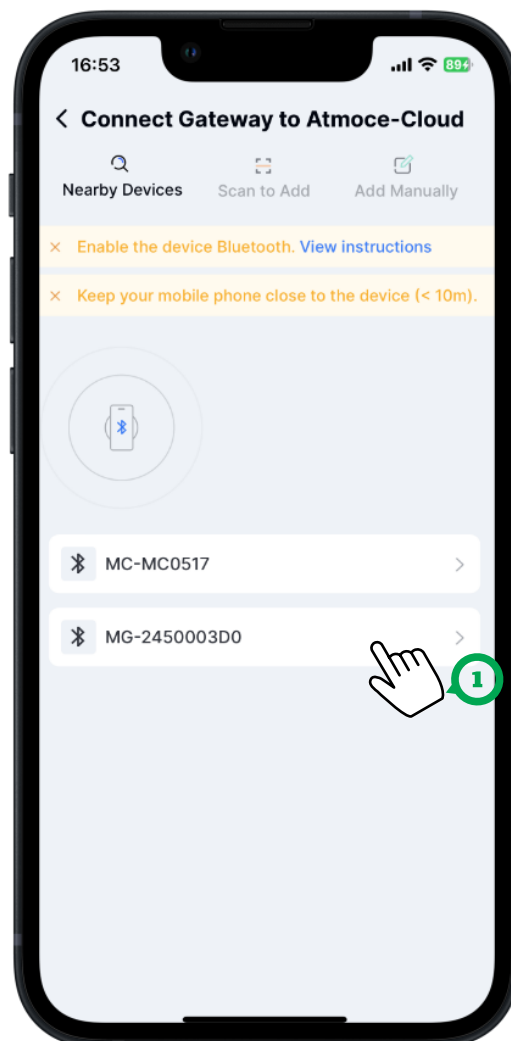 16:53
89
Connect Gateway to Atmoce-Cloud
Nearby Devices
Scan to Add
Add Manually
× Enable the device Bluetooth. View instructions
× Keep your mobile phone close to the device (< 10m).
MC-MC0517
MG-2450003D0
1